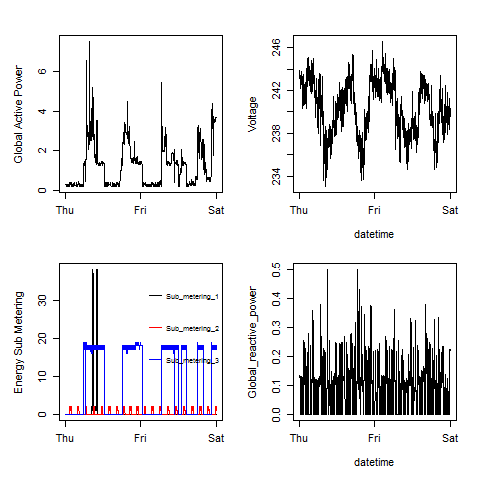 Global Active Power
0
2
4
6
Thu
Fri
Sat
Voltage
234
238
242
246
Thu
Fri
Sat
datetime
Energy Sub Metering
0
10
20
30
Sub_metering_1
Sub_metering_2
Sub_metering_3
Thu
Fri
Sat
Global_reactive_power
0.0
0.1
0.2
0.3
0.4
0.5
Thu
Fri
Sat
datetime